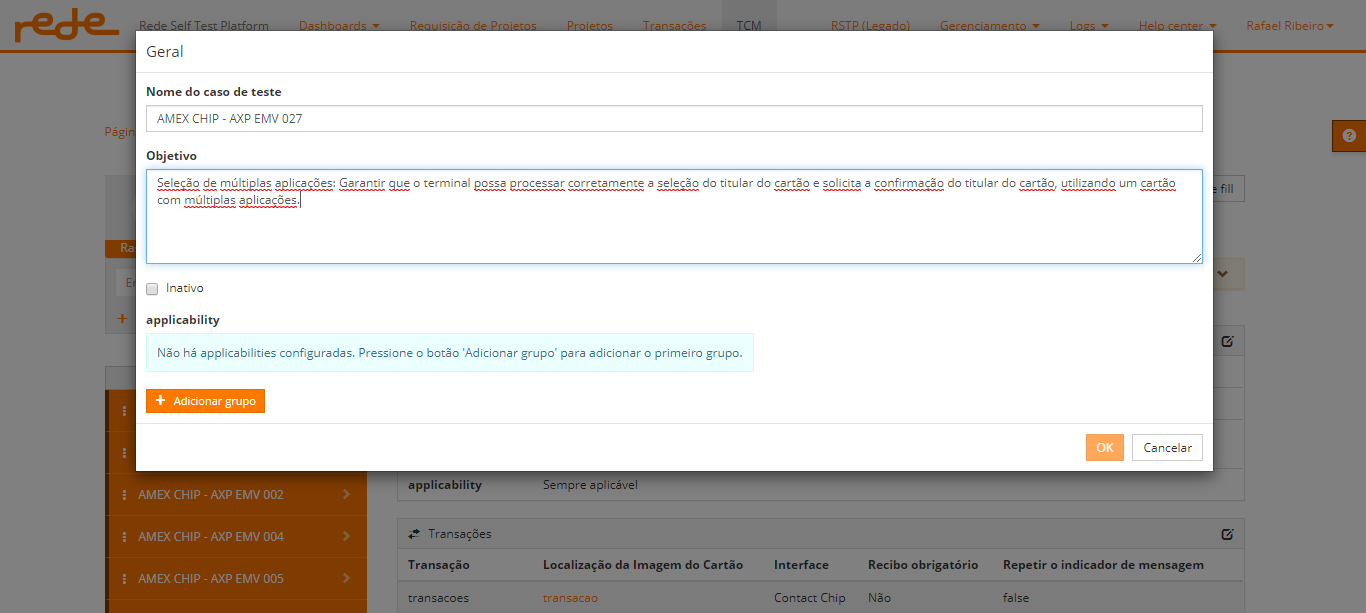 rede
Rede Self Test Platform
Dashboards
Requisição de Projetos
Projetos
Transações
TCM
RSTP (Legado)
Gerenciamento
Logs
Help center
Rafael Ribeiro
Geral
Nome do caso de teste
AMEX CHIP - AXP EMV 027
Págin
Objetivo
Seleção de múltiplas aplicações: Garantir que o terminal possa processar corretamente a seleção do titular do cartão e solicita a confirmação do titular do cartão, utilizando um cartão
com múltiplas aplicações.
e fill
Ra
En
Inativo
applicability
Não há applicabilities configuradas. Pressione o botão 'Adicionar grupo' para adicionar o primeiro grupo.
+ Adicionar grupo
OK
Cancelar
applicability
Sempre aplicável
AMEX CHIP - AXP EMV 002
AMEX CHIP - AXP EMV 004
AMEX CHIP - AXP EMV 005
Transações
Transação
Localização da Imagem do Cartão
Interface
Recibo obrigatório
Repetir o indicador de mensagem
transacoes
transacao
Contact Chip
Não
false